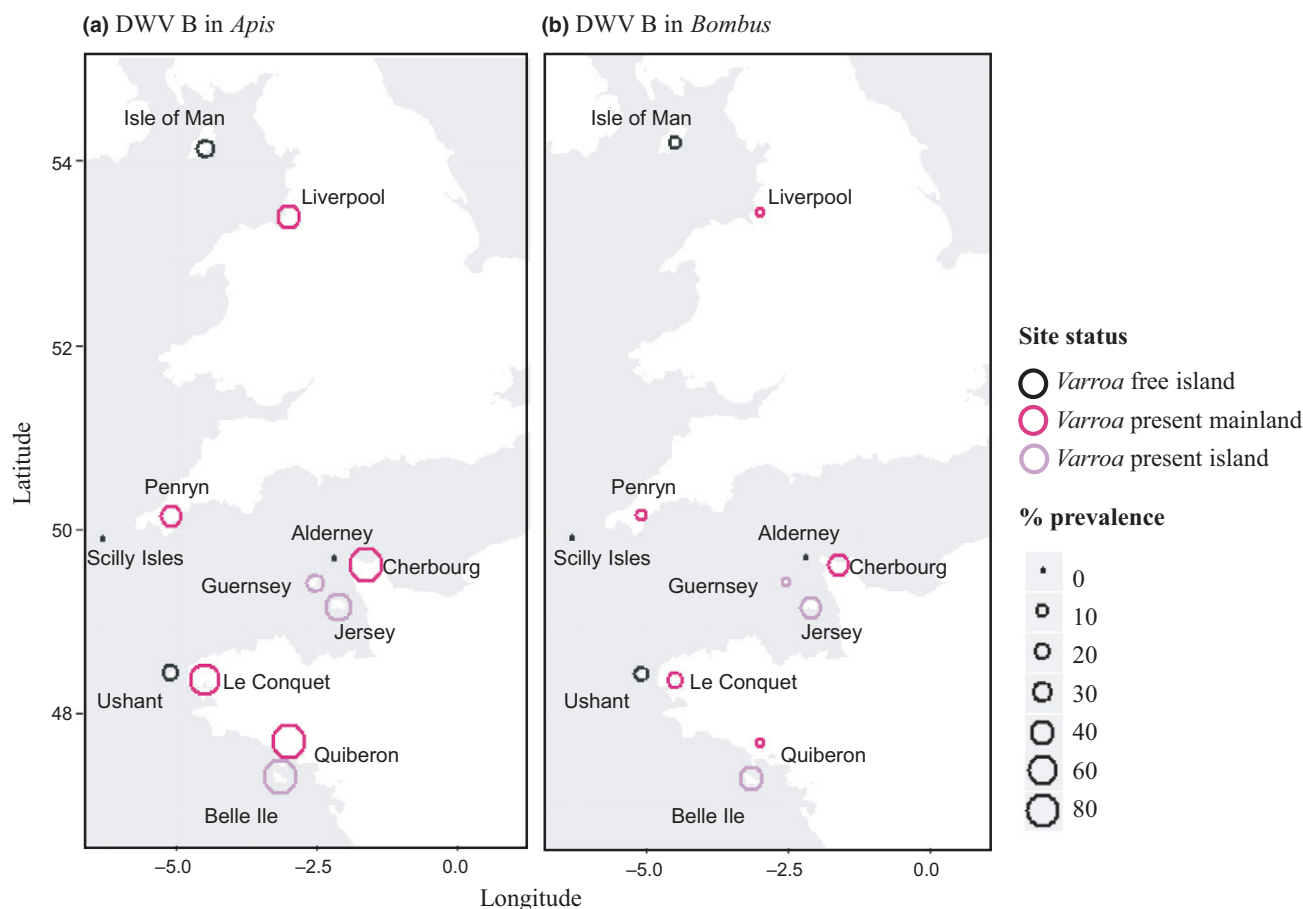 (a) DWV B in Apis
(b) DWV B in Bombus
Isle of Man
Liverpool
Penryn
Scilly Isles
Alderney
Cherbourg
Guernsey
Jersey
Ushant
Le Conquet
Quiberon
Belle Ile
Isle of Man
Liverpool
Penryn
Scilly Isles
Alderney
Cherbourg
Guernsey
Jersey
Ushant
Le Conquet
Quiberon
Belle Ile
54
52
50
48
Latitude
–5.0
–2.5
0.0
–5.0
–2.5
0.0
Longitude
Site status
Varroa free island
Varroa present mainland
Varroa present island
% prevalence
0
10
20
30
40
60
80